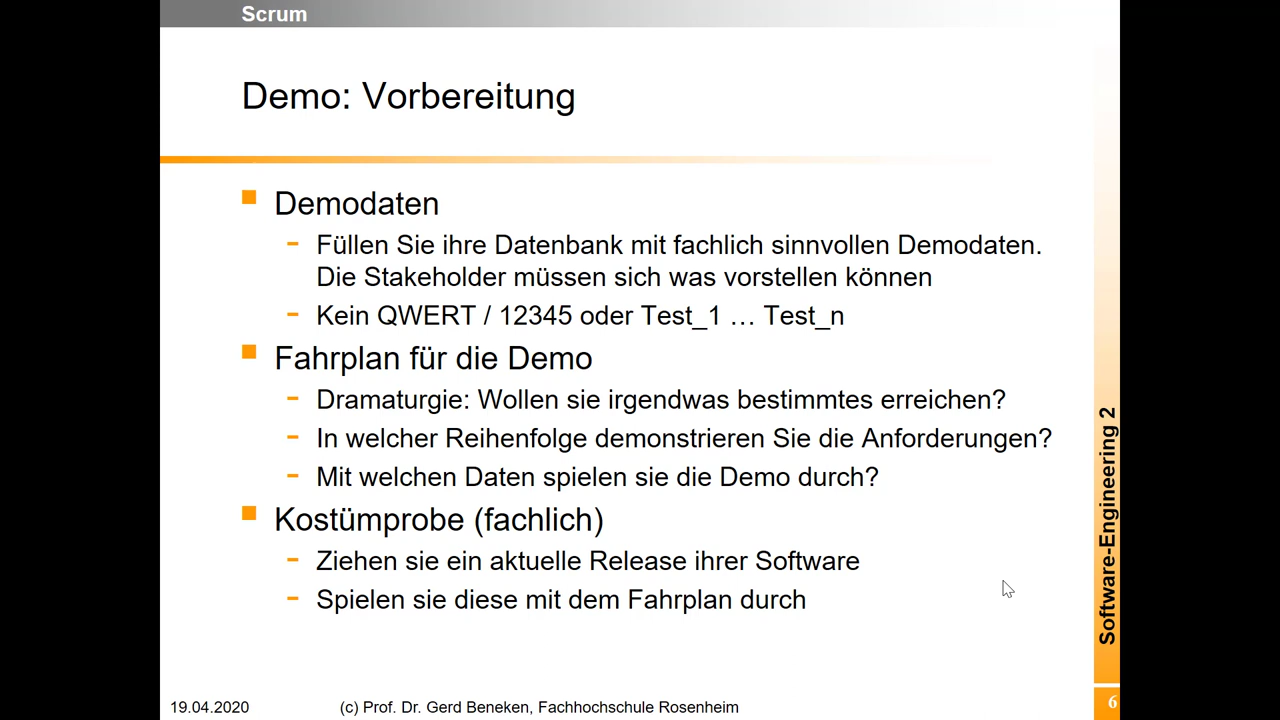 Scrum
Demo: Vorbereitung
Demodaten
Füllen Sie ihre Datenbank mit fachlich sinnvollen Demodaten.
Die Stakeholder müssen sich was vorstellen können
Kein QWERT / 12345 oder Test_1 … Test_n
Fahrplan für die Demo
Dramaturgie: Wollen sie irgendwas bestimmtes erreichen?
In welcher Reihenfolge demonstrieren Sie die Anforderungen?
Mit welchen Daten spielen sie die Demo durch?
Kostümprobe (fachlich)
Ziehen sie ein aktuelle Release ihrer Software
Spielen sie diese mit dem Fahrplan durch
Software-Engineering 2
19.04.2020
(c) Prof. Dr. Gerd Beneken, Fachhochschule Rosenheim
6